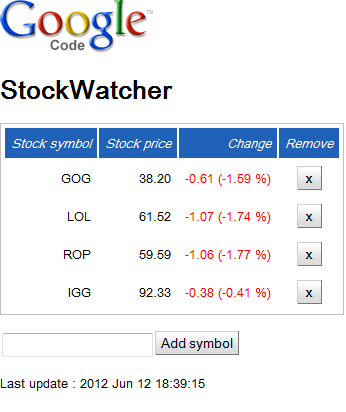 Google™
Code
StockWatcher
Stock symbol Stock price Change Remove
GOG 38.20 -0.61 (-1.59 %) x
LOL 61.52 -1.07 (-1.74 %) x
ROP 59.59 -1.06 (-1.77 %) x
IGG 92.33 -0.38 (-0.41 %) x
Add symbol
Last update : 2012 Jun 12 18:39:15